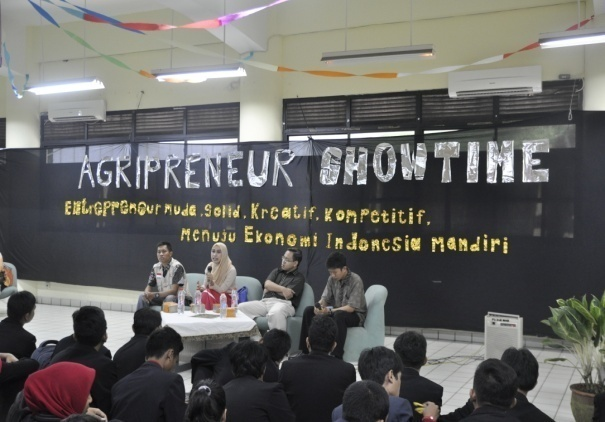 AGRIPRENEUR SHOWTIME
Entrepreneur muda, Solid, Kreatif, Kompetitif,
Menuju Ekonomi Indonesia Mandiri